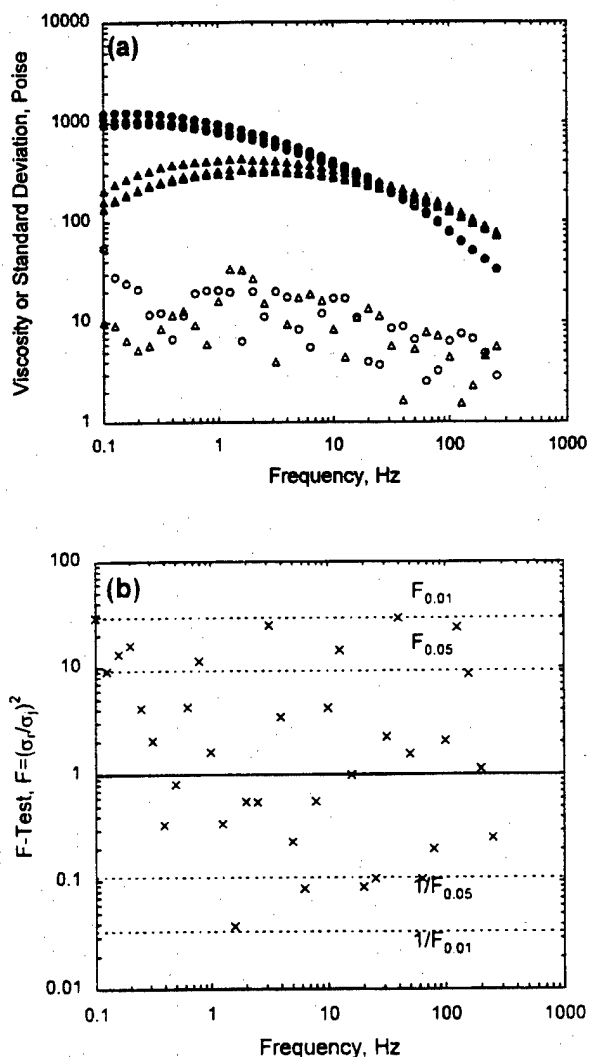 (a)
Viscosity or Standard Deviation, Poise
10000
1000
100
10
1
0.1 1 10 100 1000
Frequency, Hz
(b)
F-Test, F=(σr/σj)²
100
10
1
0.1
0.01
F0.01
F0.05
1/F0.05
1/F0.01
0.1 1 10 100 1000
Frequency, Hz